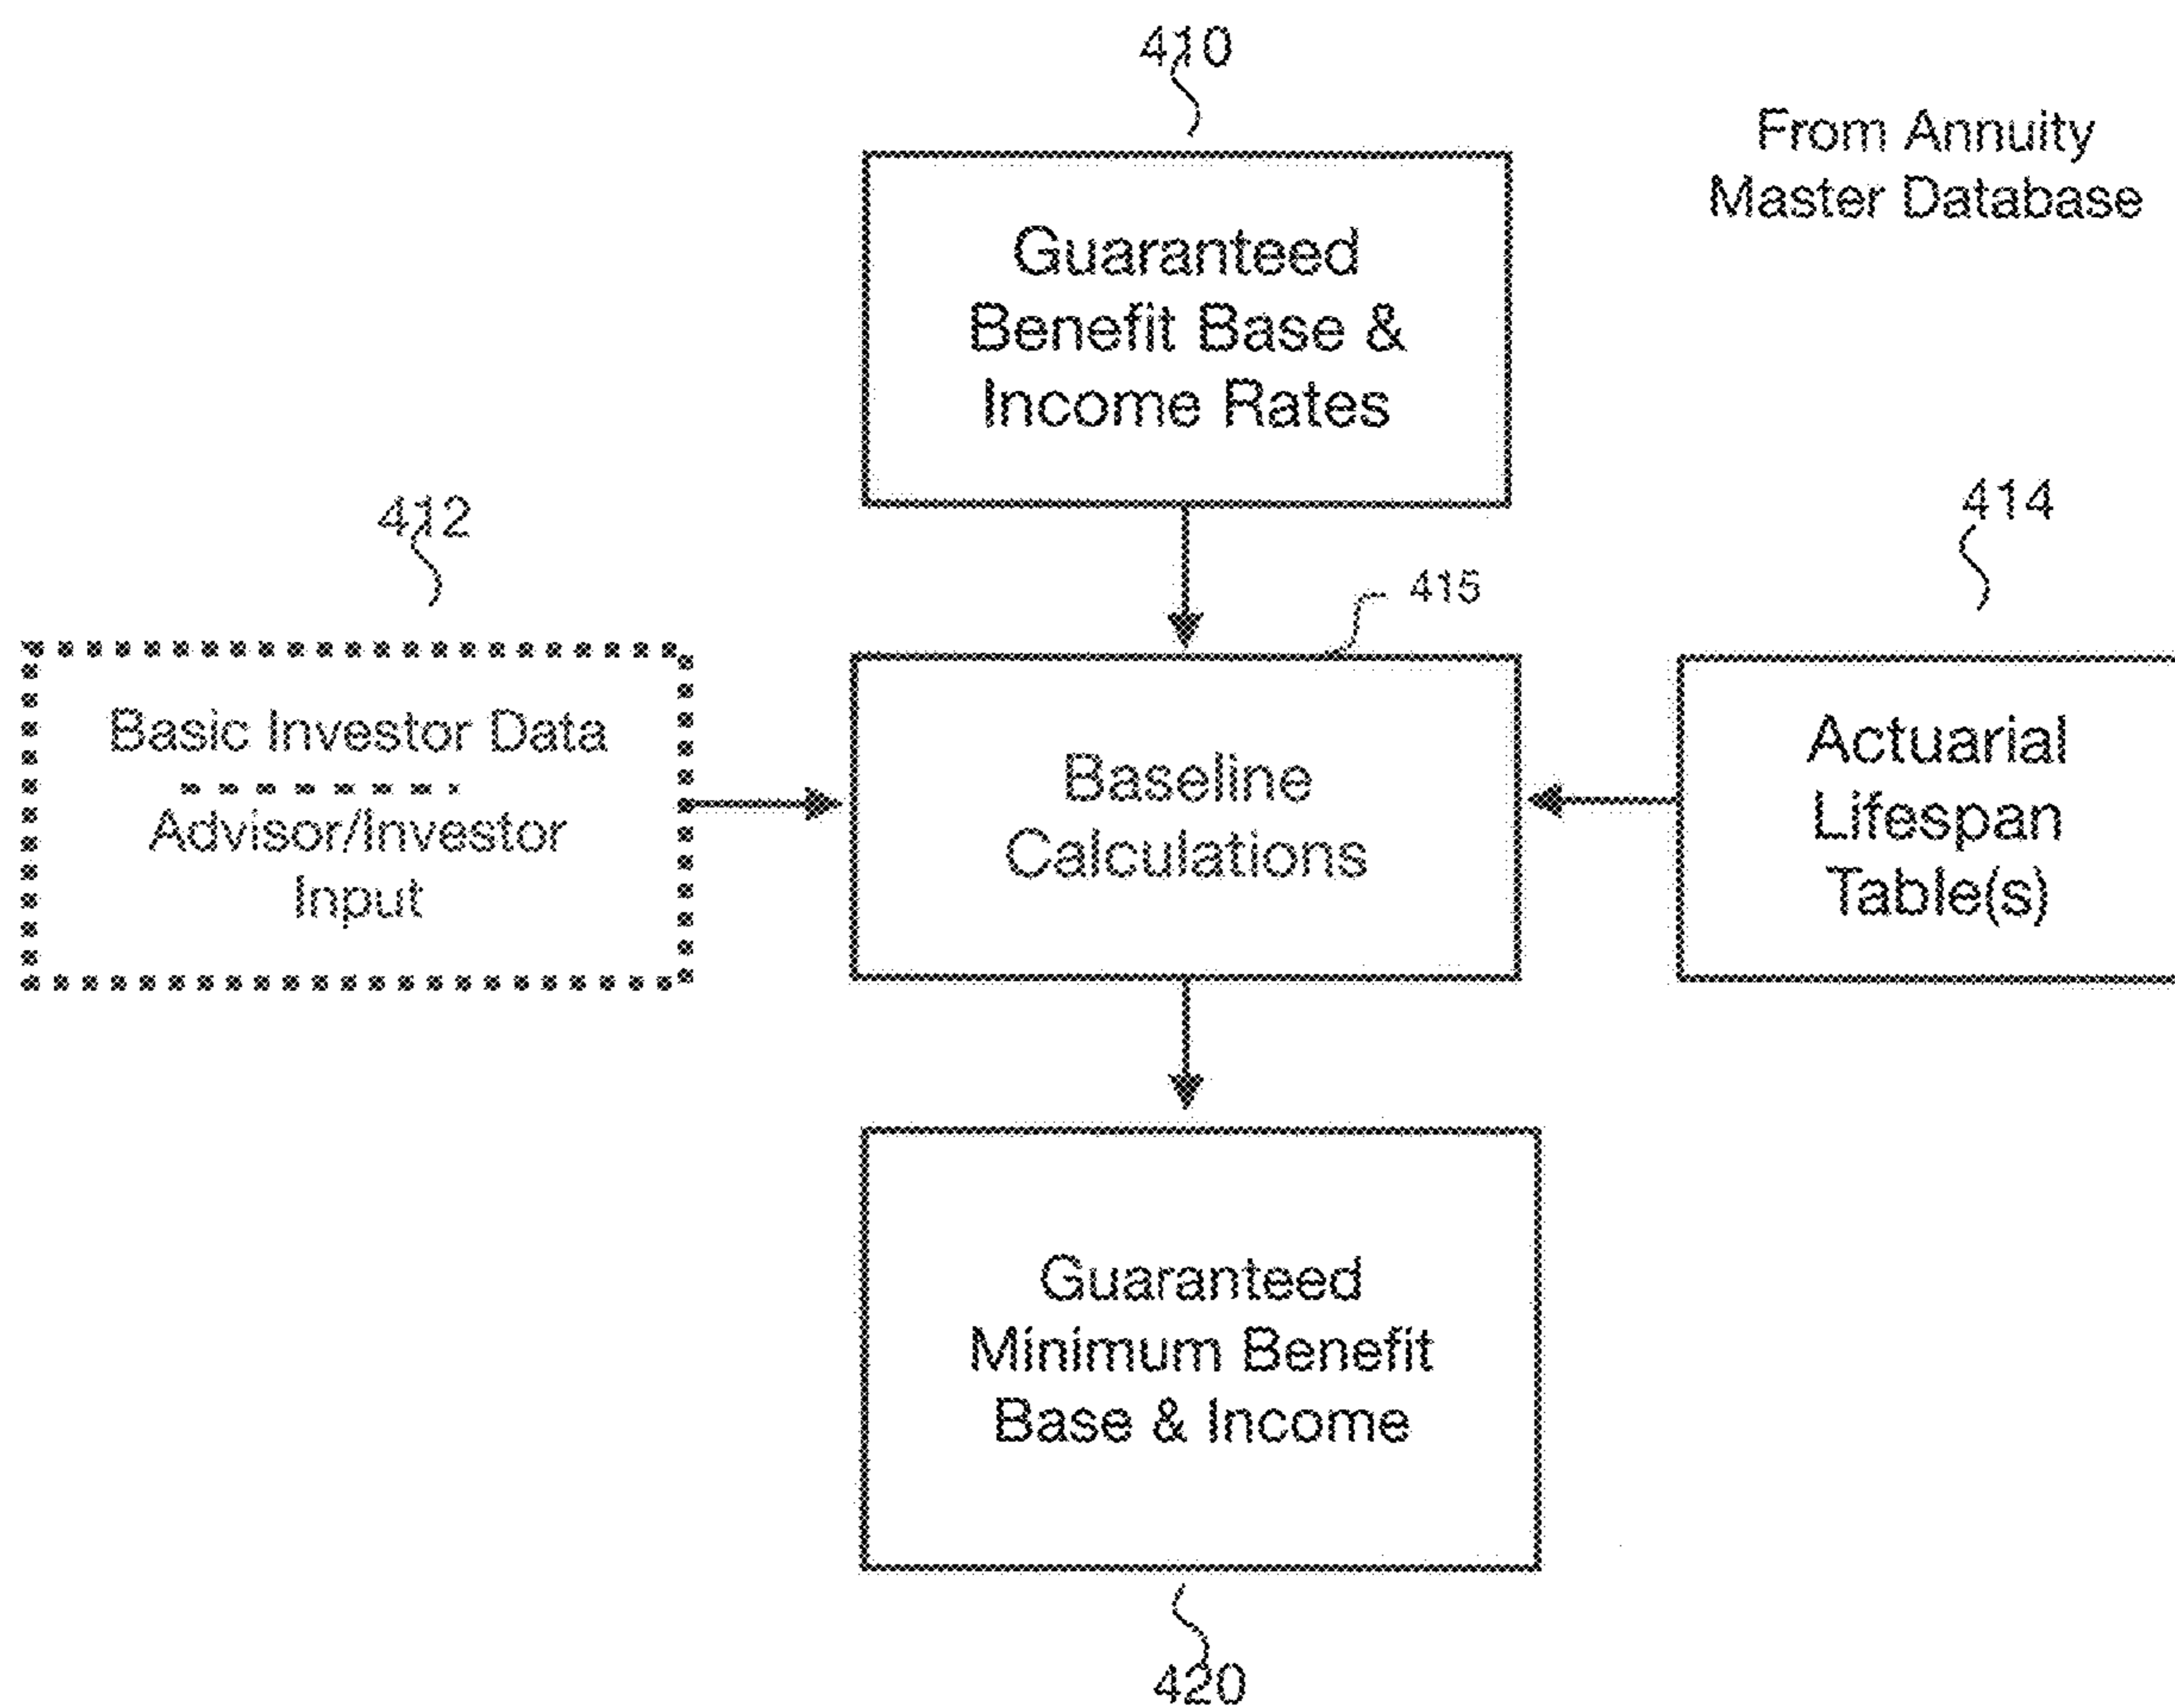 410
From Annuity
Master Database
Guaranteed
Benefit Base &
Income Rates
412
414
415
Basic Investor Data
Advisor/Investor
Input
Baseline
Calculations
Actuarial
Lifespan
Table(s)
Guaranteed
Minimum Benefit
Base & Income
420